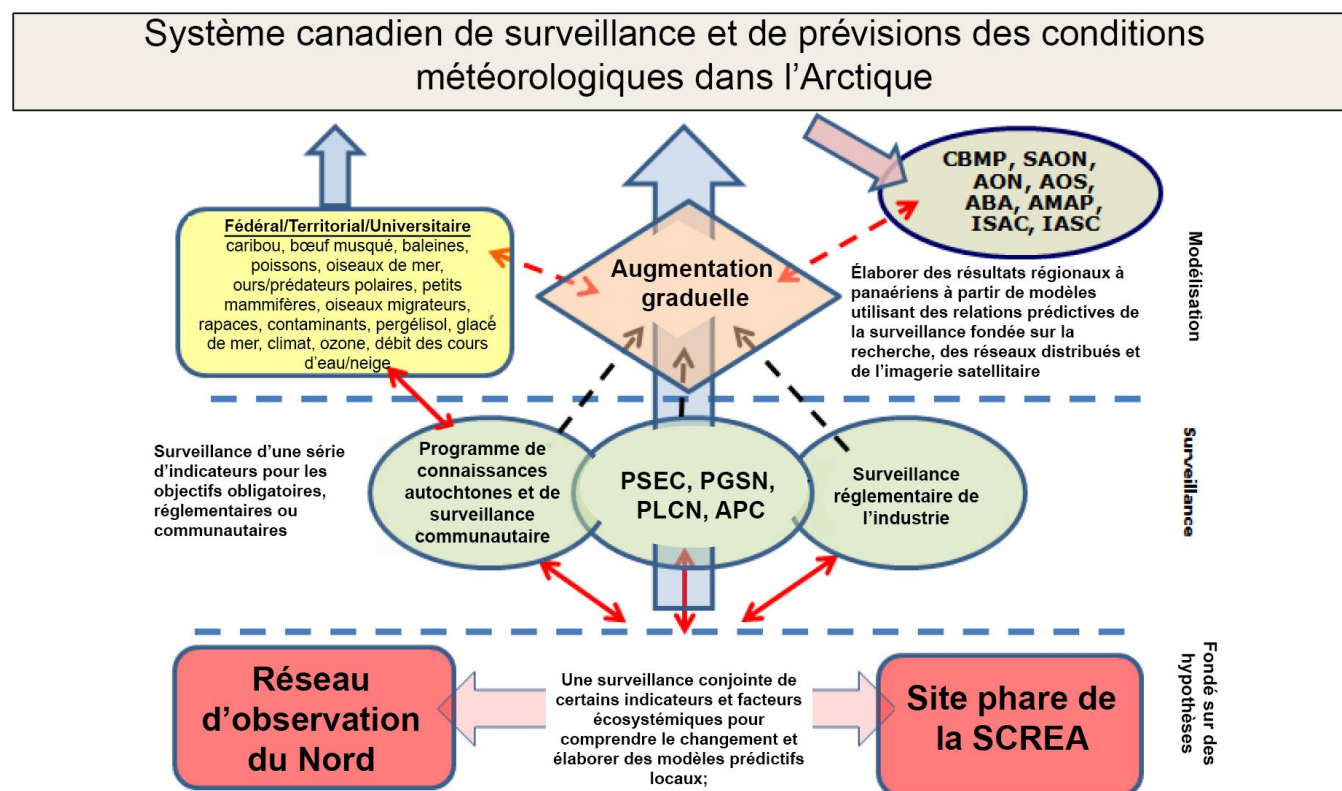 Système canadien de surveillance et de prévisions des conditions
météorologiques dans l’Arctique
Fédéral/Territorial/Universitaire
caribou, bœuf musqué, baleines,
poissons, oiseaux de mer,
ours/prédateurs polaires, petits
mammifères, oiseaux migrateurs,
rapaces, contaminants, pergélisol, glace
de mer, climat, ozone, débit des cours
d’eau/neige
Augmentation
graduelle
CBMP, SAON,
AON, AOS,
ABA, AMAP,
ISAC, IASC
Élaborer des résultats régionaux à
panaériens à partir de modèles
utilisant des relations prédictives de
la surveillance fondée sur la
recherche, des réseaux distribués et
de l’imagerie satellitaire
Modélisation
Surveillance d’une série
d’indicateurs pour les
objectifs obligatoires,
réglementaires ou
communautaires
Programme de
connaissances
autochtones et de
surveillance
communautaire
PSEC, PGSN,
PLCN, APC
Surveillance
réglementaire de
l’industrie
Surveillance
Réseau
d’observation
du Nord
Une surveillance conjointe de
certains indicateurs et facteurs
écosystémiques pour
comprendre le changement et
élaborer des modèles prédictifs
locaux;
Site phare de
la SCREA
Fondé sur des
hypothèses